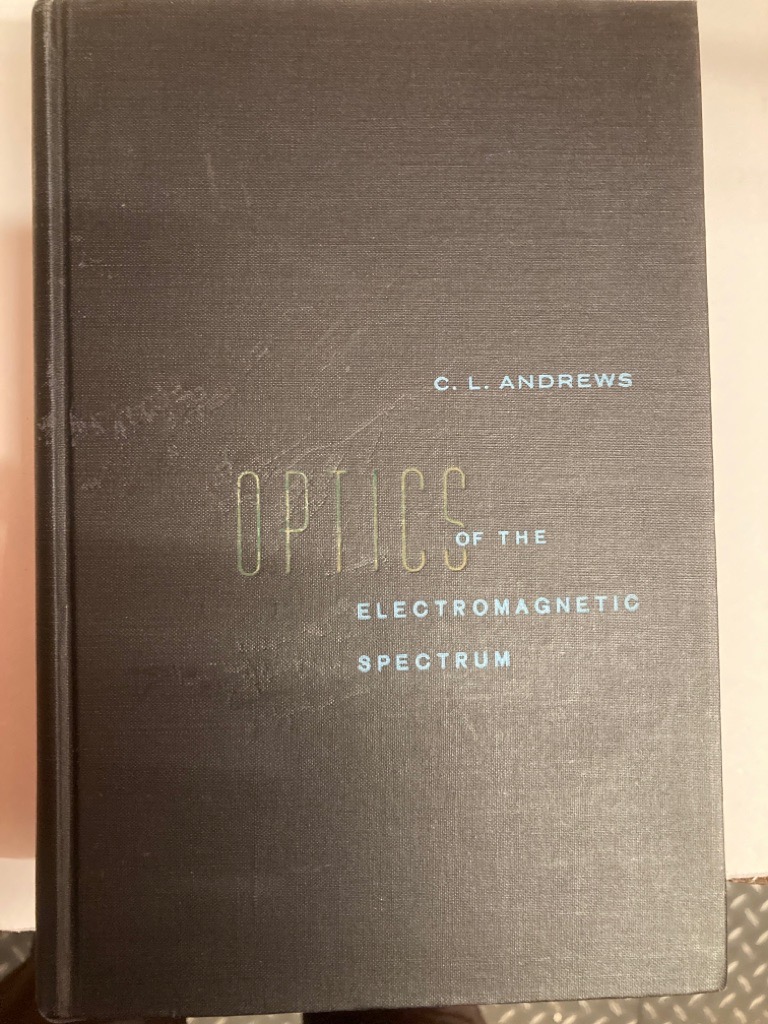 C. L. ANDREWS
OPTICS OF THE
ELECTROMAGNETIC
SPECTRUM